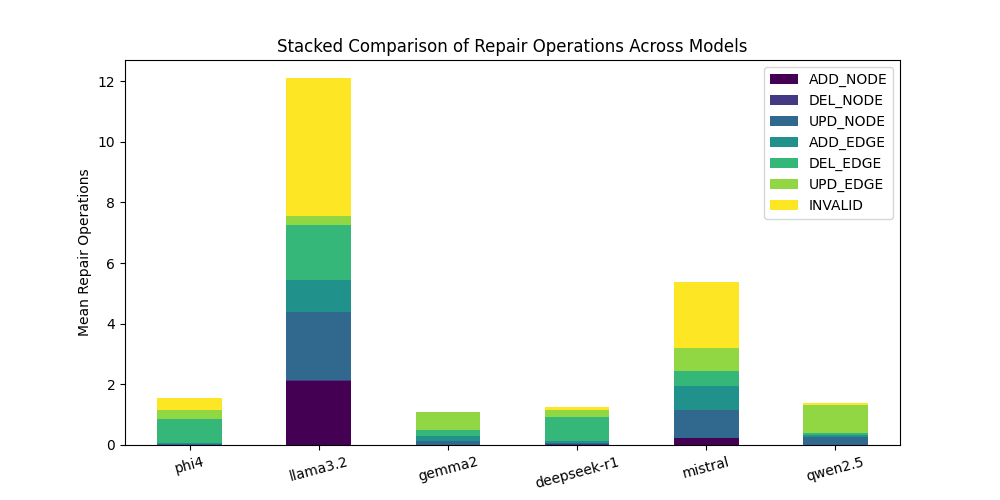 Stacked Comparison of Repair Operations Across Models
Mean Repair Operations
12
10
8
6
4
2
0
ADD_NODE
DEL_NODE
UPD_NODE
ADD_EDGE
DEL_EDGE
UPD_EDGE
INVALID
phi4
llama3.2
gemma2
deepseek-r1
mistral
qwen2.5